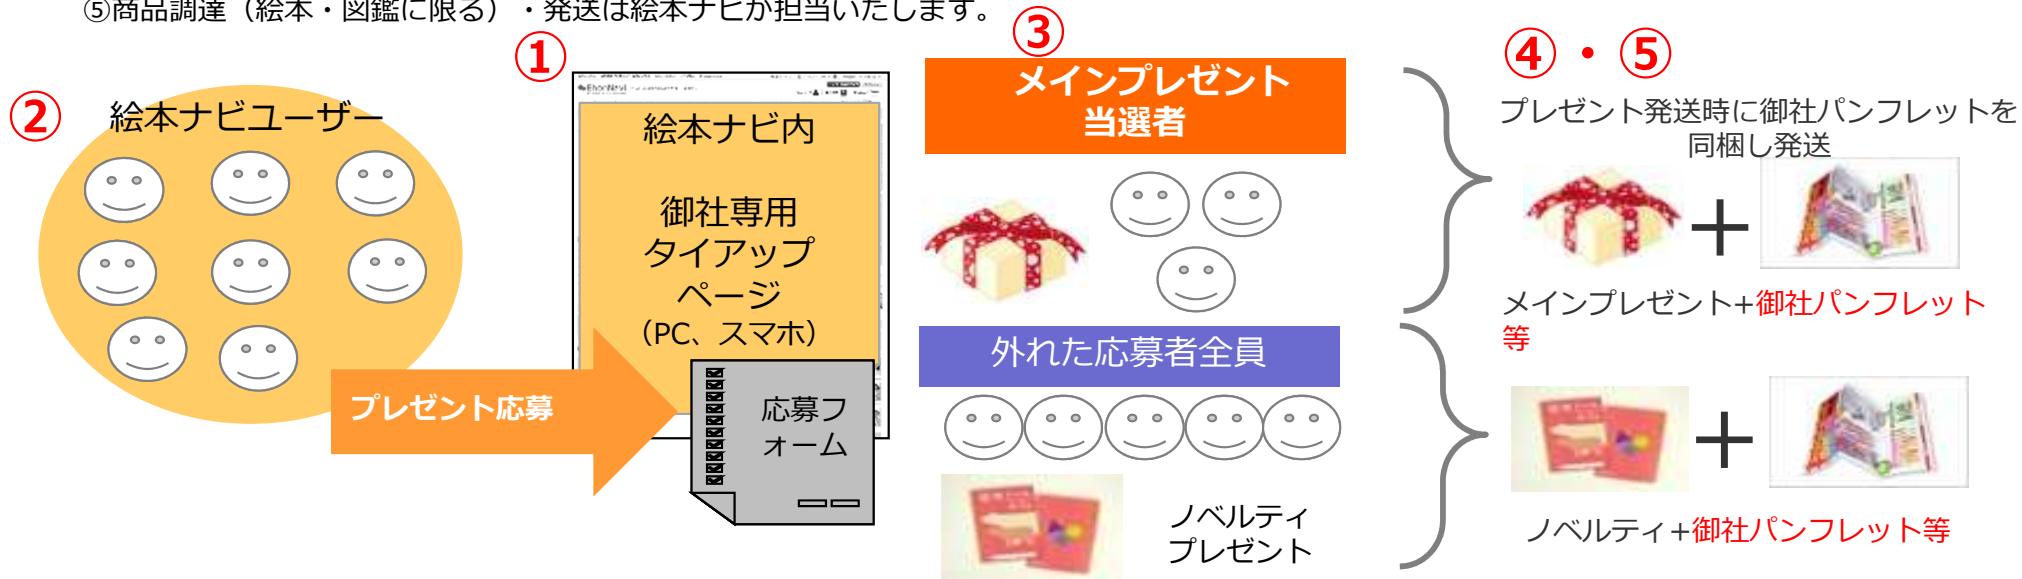 ⑤商品調達（絵本・図鑑に限る）・発送は絵本ナビが担当いたします。
①
③
④・⑤
②
絵本ナビユーザー
EhonNavi
絵本ナビ内
御社専用
タイアップ
ページ
（PC、スマホ）
プレゼント応募
応募フ
ォーム
メインプレゼント
当選者
外れた応募者全員
ノベルティ
プレゼント
プレゼント発送時に御社パンフレットを
同梱し発送
＋
メインプレゼント+御社パンフレット
等
＋
ノベルティ+御社パンフレット等